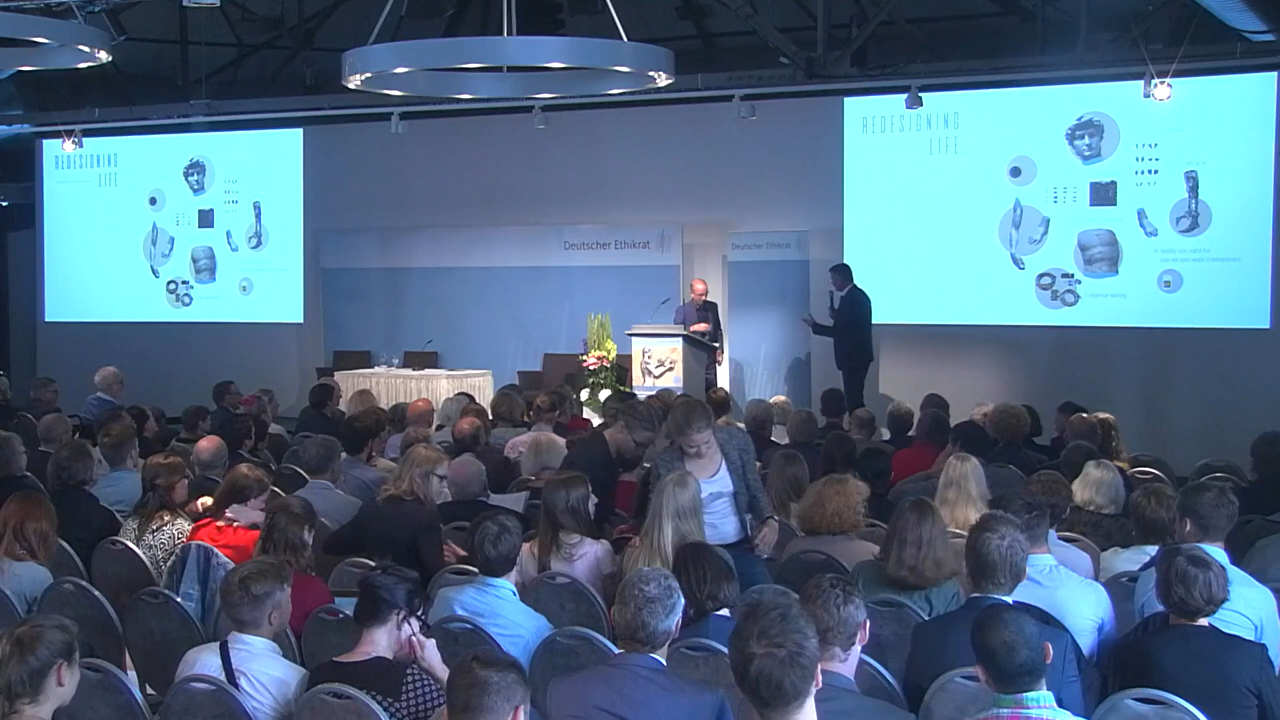 REDESIGNING
LIFE
Deutscher Ethikrat
Deutscher Ethikrat
REDESIGNING
LIFE